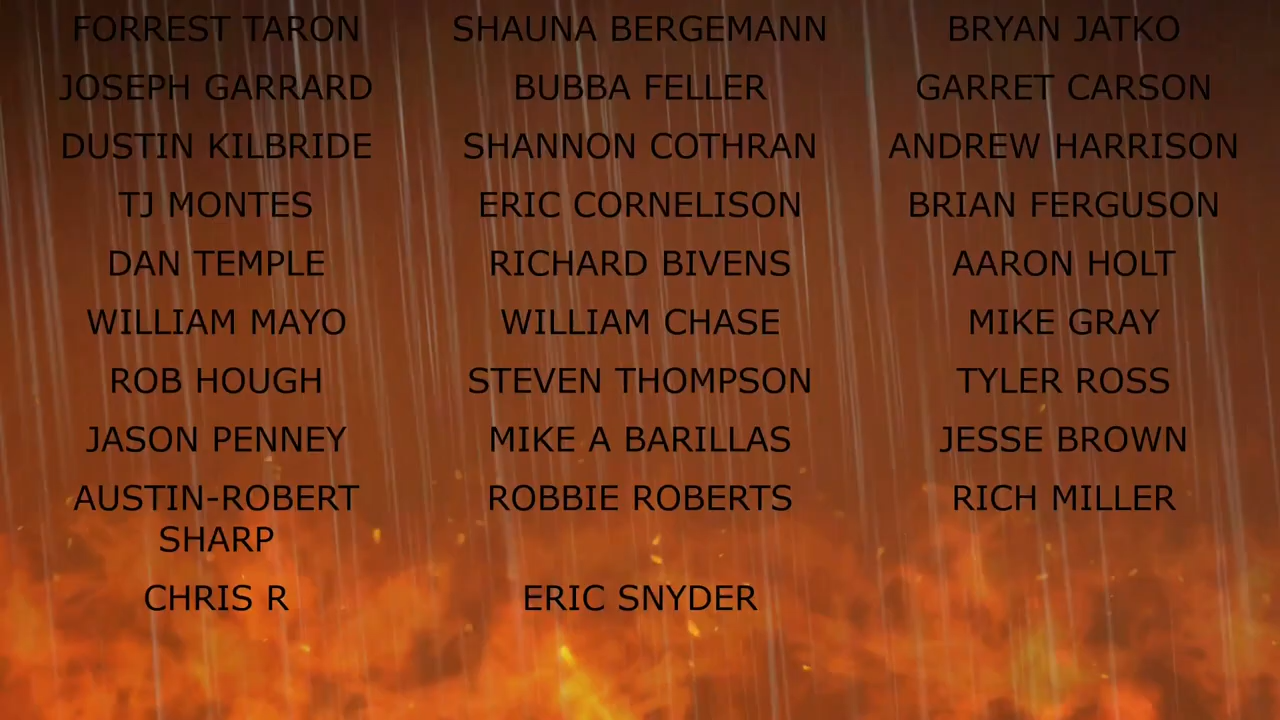 FORREST TARON SHAUNA BERGEMANN BRYAN JATKO
JOSEPH GARRARD BUBBA FELLER GARRET CARSON
DUSTIN KILBRIDE SHANNON COTHRAN ANDREW HARRISON
TJ MONTES ERIC CORNELISON BRIAN FERGUSON
DAN TEMPLE RICHARD BIVENS AARON HOLT
WILLIAM MAYO WILLIAM CHASE MIKE GRAY
ROB HOUGH STEVEN THOMPSON TYLER ROSS
JASON PENNEY MIKE A BARILLAS JESSE BROWN
AUSTIN-ROBERT ROBBIE ROBERTS RICH MILLER
SHARP
CHRIS R ERIC SNYDER